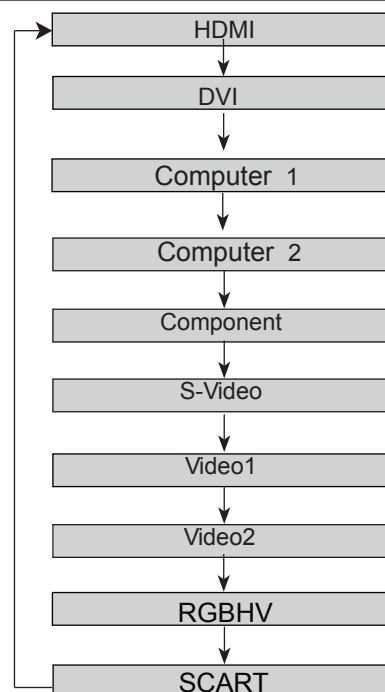 HDMI
DVI
Computer 1
Computer 2
Component
S-Video
Video1
Video2
RGBHV
SCART